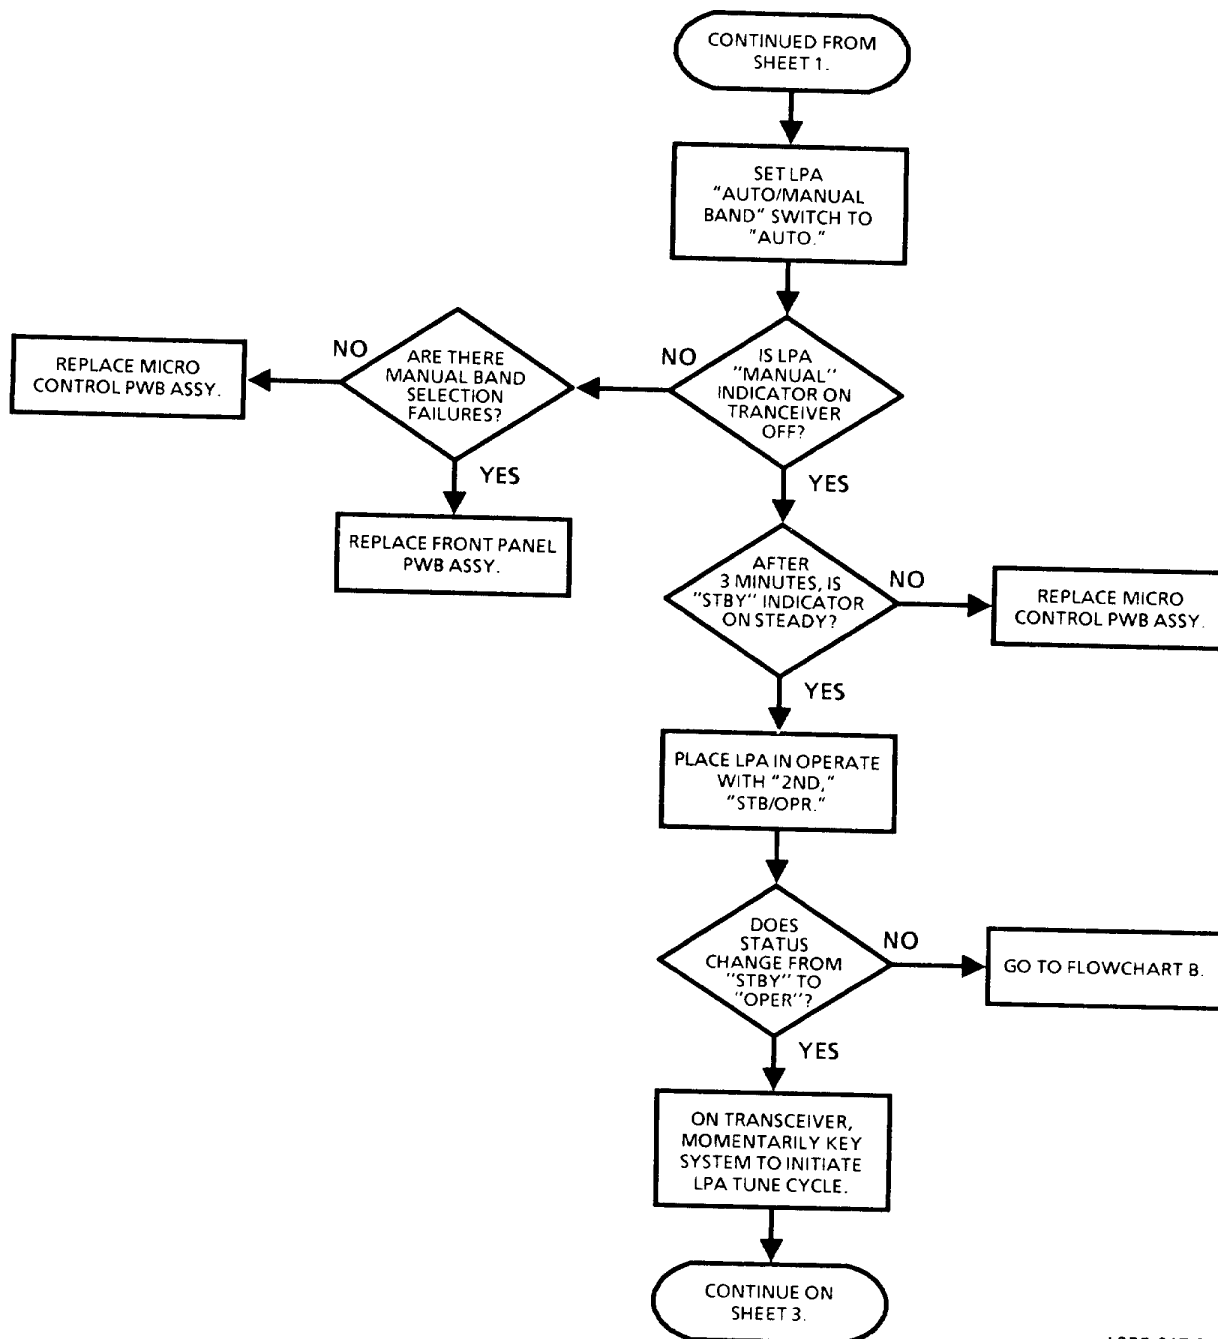 CONTINUED FROM
SHEET 1.
SET LPA
"AUTO/MANUAL
BAND" SWITCH TO
"AUTO."
IS LPA
"MANUAL"
INDICATOR ON
TRANCEIVER
OFF?
NO
ARE THERE
MANUAL BAND
SELECTION
FAILURES?
NO
REPLACE MICRO
CONTROL PWB ASSY.
YES
REPLACE FRONT PANEL
PWB ASSY.
YES
AFTER
3 MINUTES, IS
"STBY" INDICATOR
ON STEADY?
NO
REPLACE MICRO
CONTROL PWB ASSY.
YES
PLACE LPA IN OPERATE
WITH "2ND,"
"STB/OPR."
DOES
STATUS
CHANGE FROM
"STBY" TO
"OPER"?
NO
GO TO FLOWCHART B.
YES
ON TRANSCEIVER,
MOMENTARILY KEY
SYSTEM TO INITIATE
LPA TUNE CYCLE.
CONTINUE ON
SHEET 3.